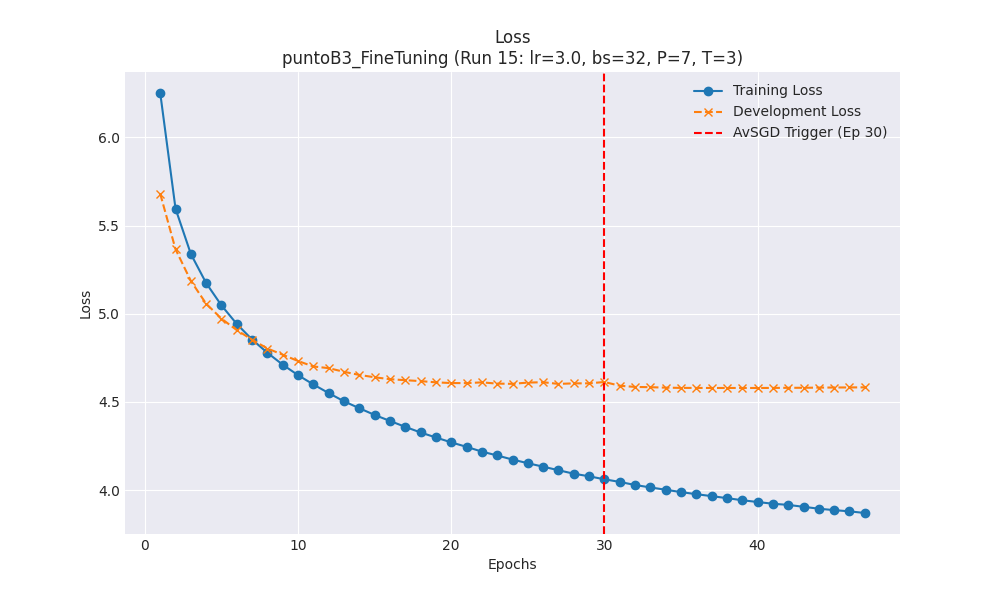 Loss
puntoB3_FineTuning (Run 15: lr=3.0, bs=32, P=7, T=3)
Training Loss
Development Loss
AvSGD Trigger (Ep 30)
Loss
6.0
5.5
5.0
4.5
4.0
0 10 20 30 40
Epochs